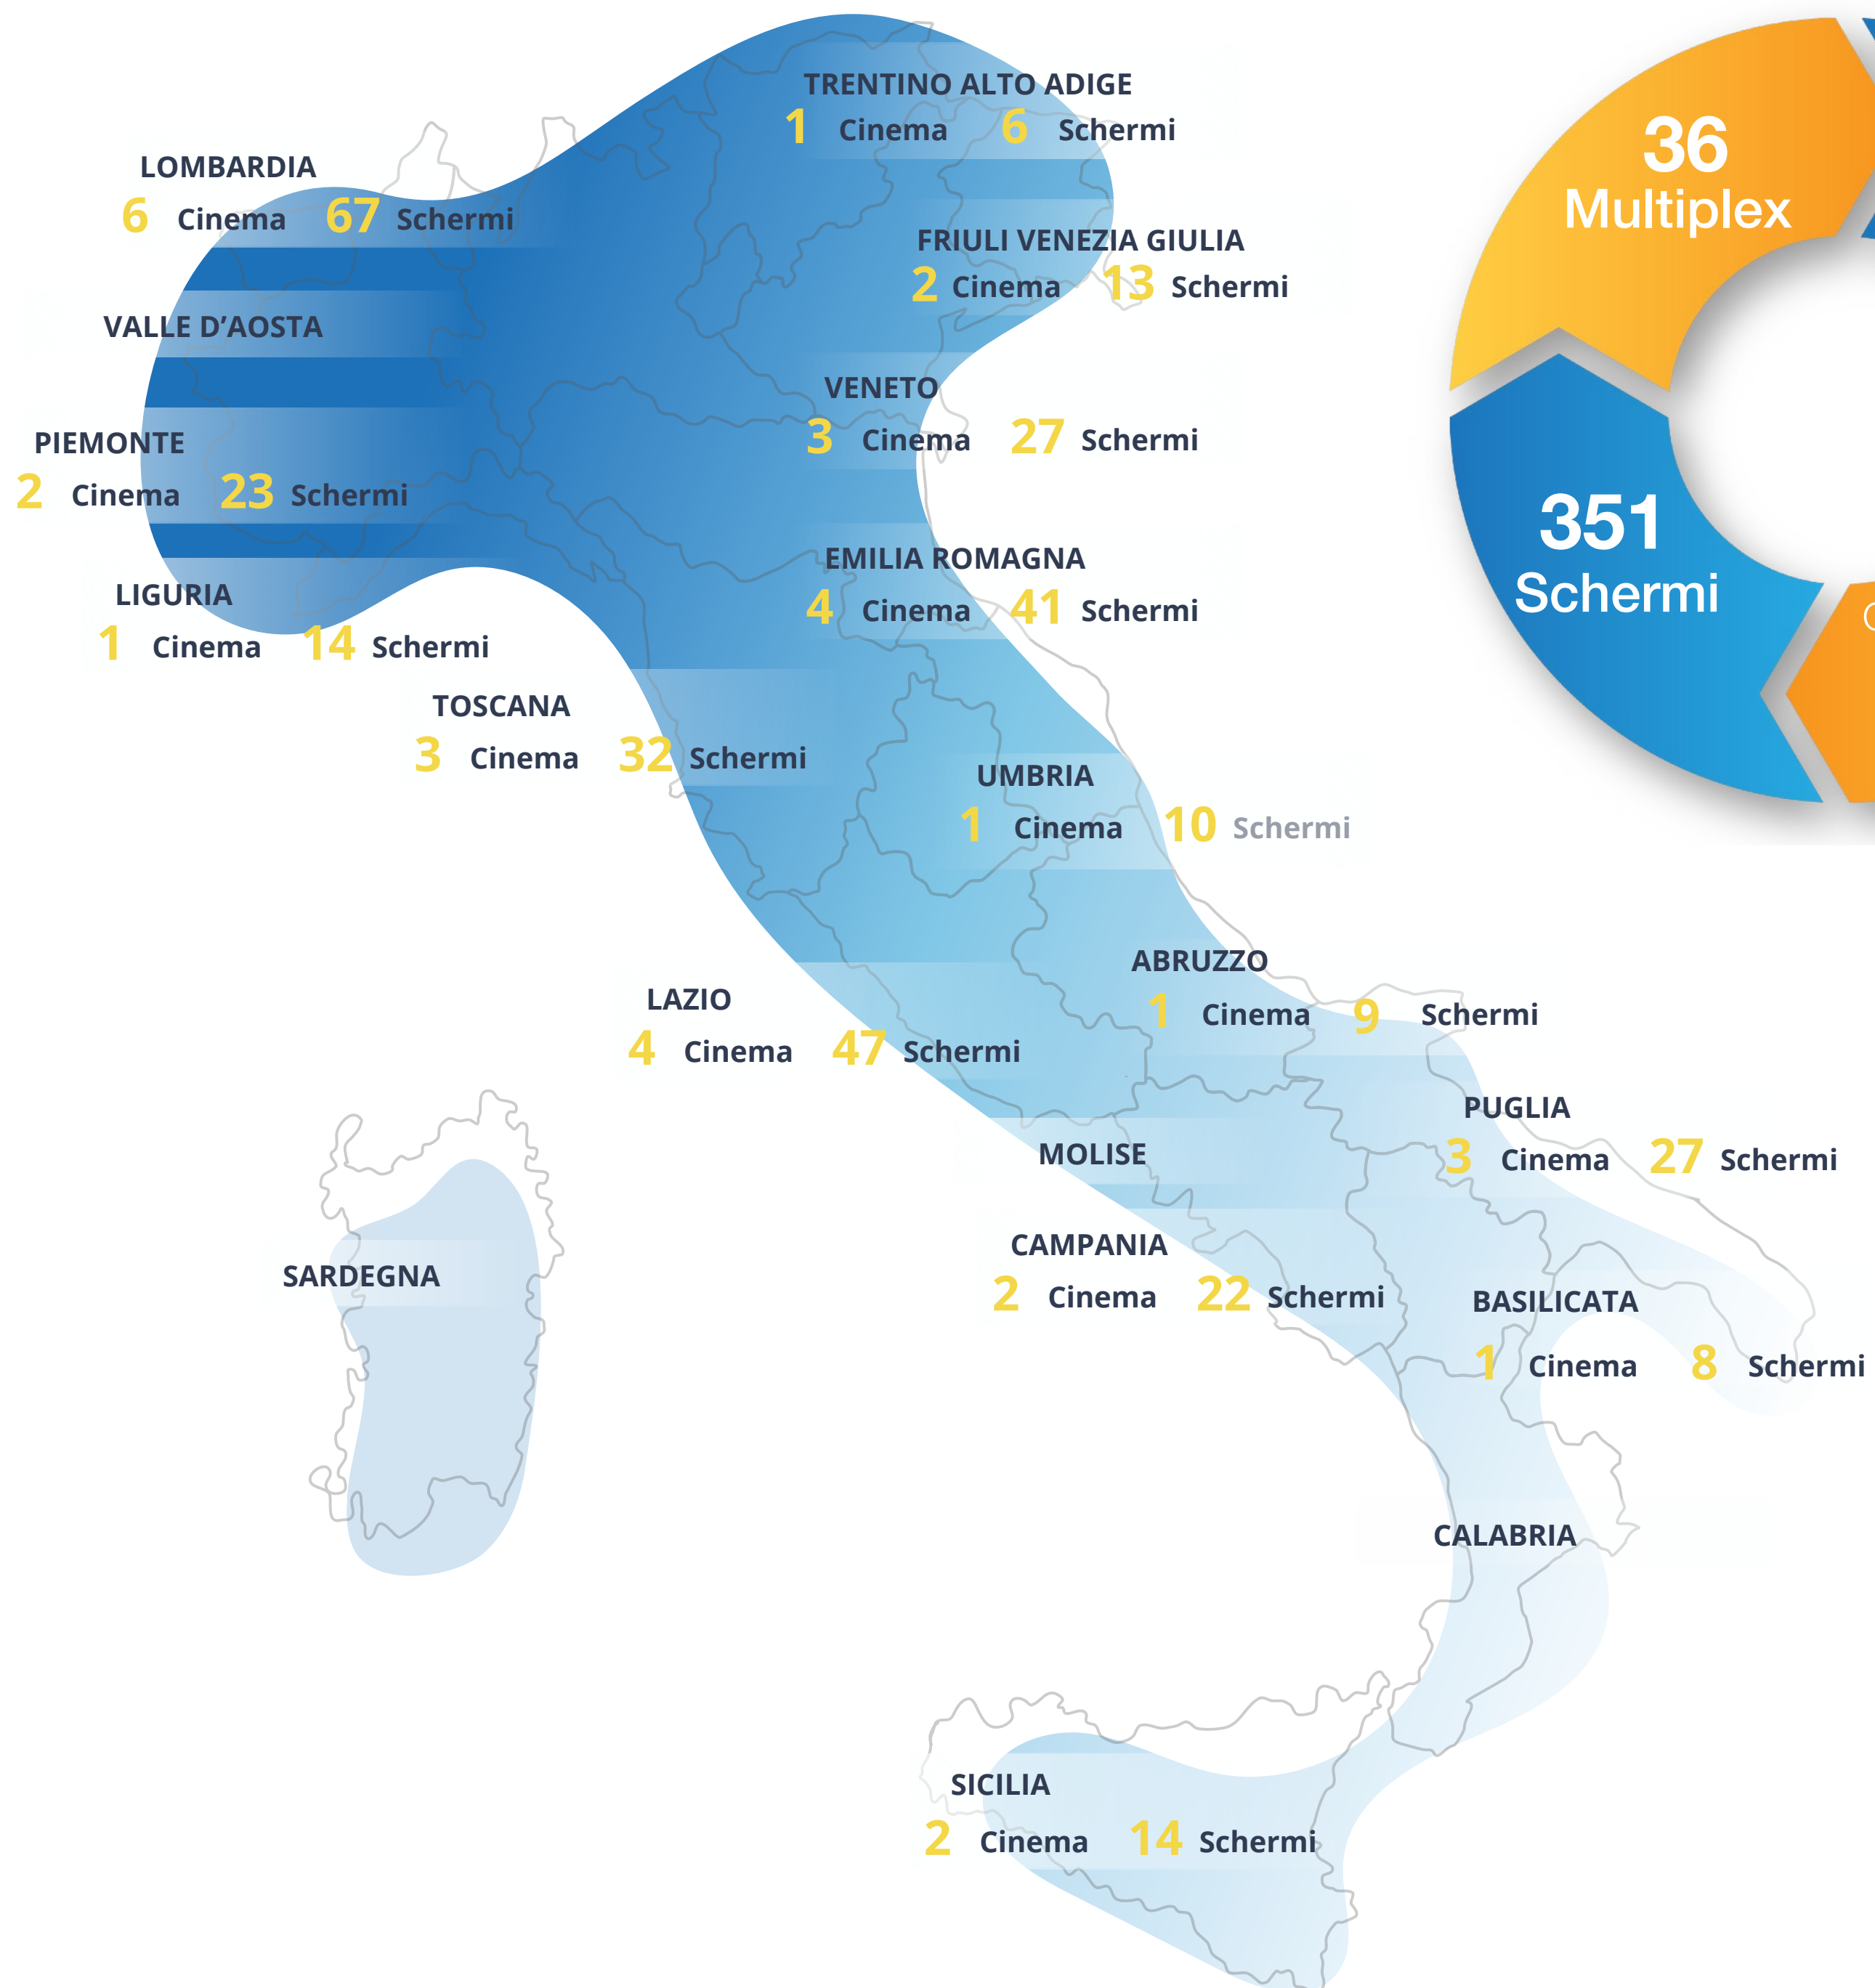 TRENTINO ALTO ADIGE
1 Cinema 6 Schermi
LOMBARDIA
6 Cinema 67 Schermi
FRIULI VENEZIA GIULIA
2 Cinema 13 Schermi
VALLE D’AOSTA
VENETO
3 Cinema 27 Schermi
PIEMONTE
2 Cinema 23 Schermi
EMILIA ROMAGNA
4 Cinema 41 Schermi
LIGURIA
1 Cinema 14 Schermi
TOSCANA
3 Cinema 32 Schermi
UMBRIA
1 Cinema 10 Schermi
ABRUZZO
1 Cinema 9 Schermi
LAZIO
4 Cinema 47 Schermi
PUGLIA
3 Cinema 27 Schermi
MOLISE
CAMPANIA
2 Cinema 22 Schermi
SARDEGNA
BASILICATA
1 Cinema 8 Schermi
CALABRIA
SICILIA
2 Cinema 14 Schermi
36
Multiplex
351
Schermi